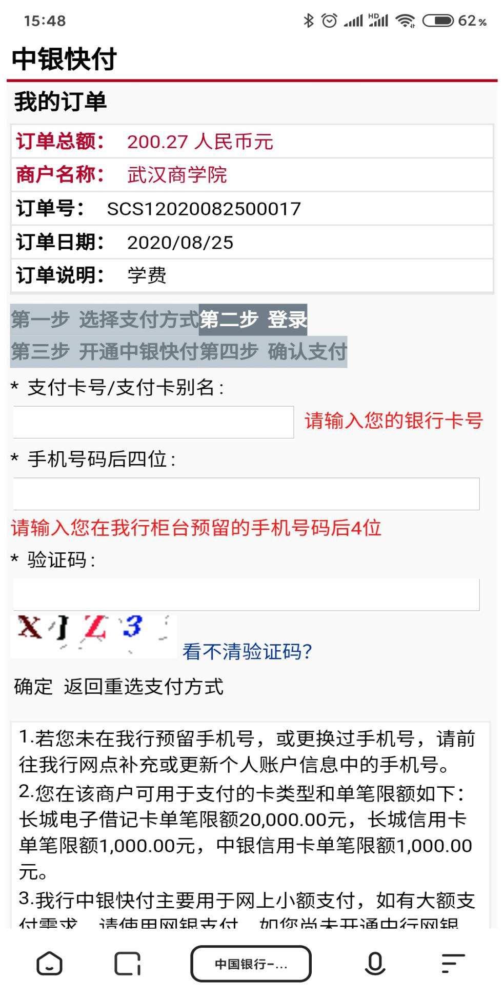 15:48
HD
62%
中银快付
我的订单
订单总额： 200.27 人民币元
商户名称： 武汉商学院
订单号： SCS12020082500017
订单日期： 2020/08/25
订单说明： 学费
第一步 选择支付方式第二步 登录
第三步 开通中银快付第四步 确认支付
* 支付卡号/支付卡别名:
请输入您的银行卡号
* 手机号码后四位:
请输入您在我行柜台预留的手机号码后4位
* 验证码:
看不清验证码?
确定 返回重选支付方式
1.若您未在我行预留手机号，或更换过手机号，请前
往我行网点补充或更新个人账户信息中的手机号。
2.您在该商户可用于支付的卡类型和单笔限额如下：
长城电子借记卡单笔限额20,000.00元，长城信用卡
单笔限额1,000.00元，中银信用卡单笔限额1,000.00
元。
3.我行中银快付主要用于网上小额支付，如有大额支
付需求，请使用网银支付，如您尚未开通中行网银，
中国银行-...